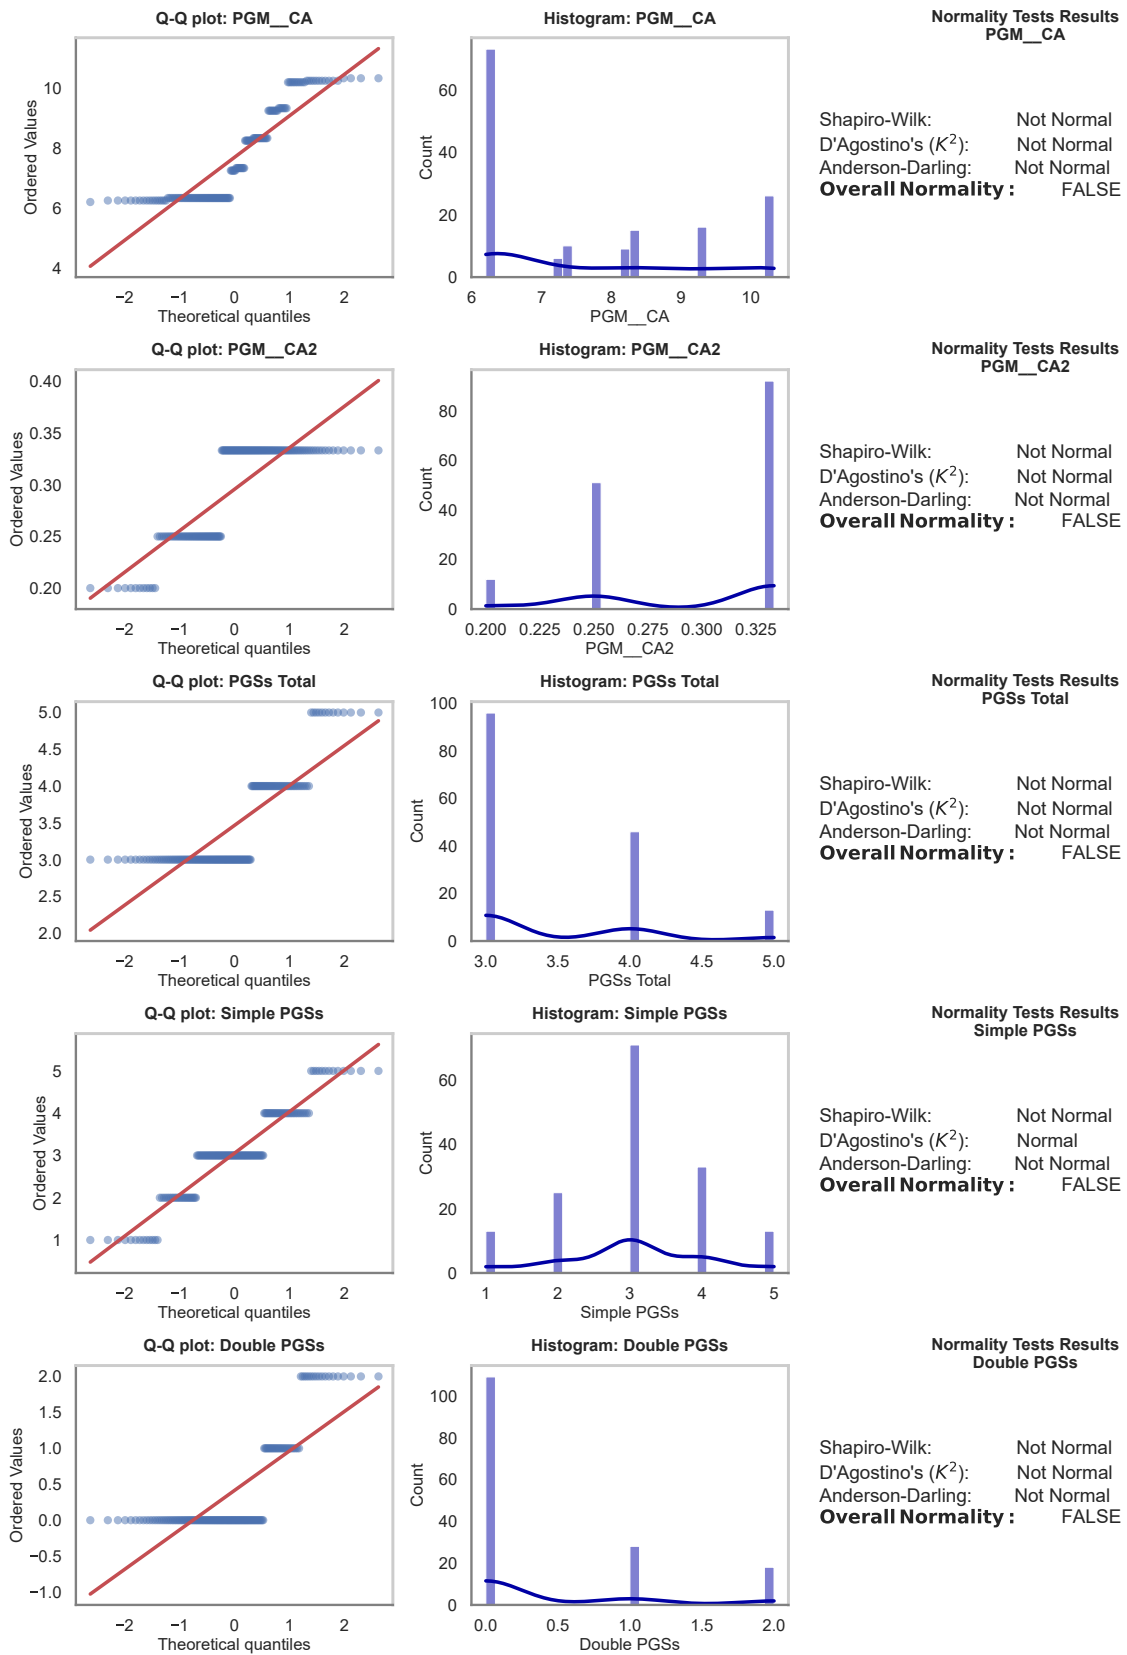 Q-Q plot: PGM__CA
Histogram: PGM__CA
Normality Tests Results
PGM__CA
Ordered Values
10
8
6
4
−2 −1 0 1 2
Theoretical quantiles
Count
60
40
20
0
6 7 8 9 10
PGM__CA
Shapiro-Wilk: Not Normal
D'Agostino's (K²): Not Normal
Anderson-Darling: Not Normal
Overall Normality: FALSE
Q-Q plot: PGM__CA2
Histogram: PGM__CA2
Normality Tests Results
PGM__CA2
Ordered Values
0.40
0.35
0.30
0.25
0.20
−2 −1 0 1 2
Theoretical quantiles
Count
80
60
40
20
0
0.200 0.225 0.250 0.275 0.300 0.325
PGM__CA2
Shapiro-Wilk: Not Normal
D'Agostino's (K²): Not Normal
Anderson-Darling: Not Normal
Overall Normality: FALSE
Q-Q plot: PGSs Total
Histogram: PGSs Total
Normality Tests Results
PGSs Total
Ordered Values
5.0
4.5
4.0
3.5
3.0
2.5
2.0
−2 −1 0 1 2
Theoretical quantiles
Count
100
80
60
40
20
0
3.0 3.5 4.0 4.5 5.0
PGSs Total
Shapiro-Wilk: Not Normal
D'Agostino's (K²): Not Normal
Anderson-Darling: Not Normal
Overall Normality: FALSE
Q-Q plot: Simple PGSs
Histogram: Simple PGSs
Normality Tests Results
Simple PGSs
Ordered Values
5
4
3
2
1
−2 −1 0 1 2
Theoretical quantiles
Count
60
40
20
0
1 2 3 4 5
Simple PGSs
Shapiro-Wilk: Not Normal
D'Agostino's (K²): Normal
Anderson-Darling: Not Normal
Overall Normality: FALSE
Q-Q plot: Double PGSs
Histogram: Double PGSs
Normality Tests Results
Double PGSs
Ordered Values
2.0
1.5
1.0
0.5
0.0
−0.5
−1.0
−2 −1 0 1 2
Theoretical quantiles
Count
100
80
60
40
20
0
0.0 0.5 1.0 1.5 2.0
Double PGSs
Shapiro-Wilk: Not Normal
D'Agostino's (K²): Not Normal
Anderson-Darling: Not Normal
Overall Normality: FALSE